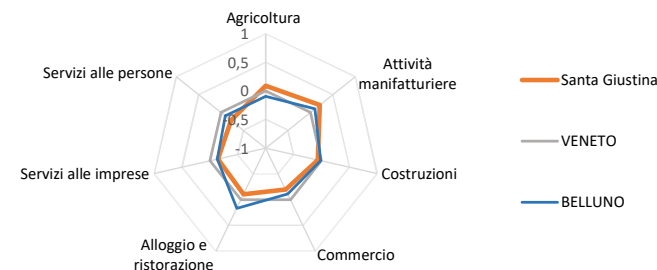 Agricoltura
1
0,5
0
-0,5
-1
Attività
manifatturiere
Costruzioni
Commercio
Alloggio e
ristorazione
Servizi alle imprese
Servizi alle persone
Santa Giustina
VENETO
BELLUNO